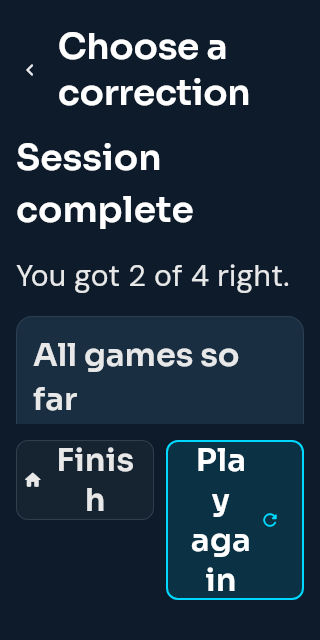 Choose a
correction
Session
complete
You got 2 of 4 right.
All games so
far
Finis
h
Pla
y
aga
in